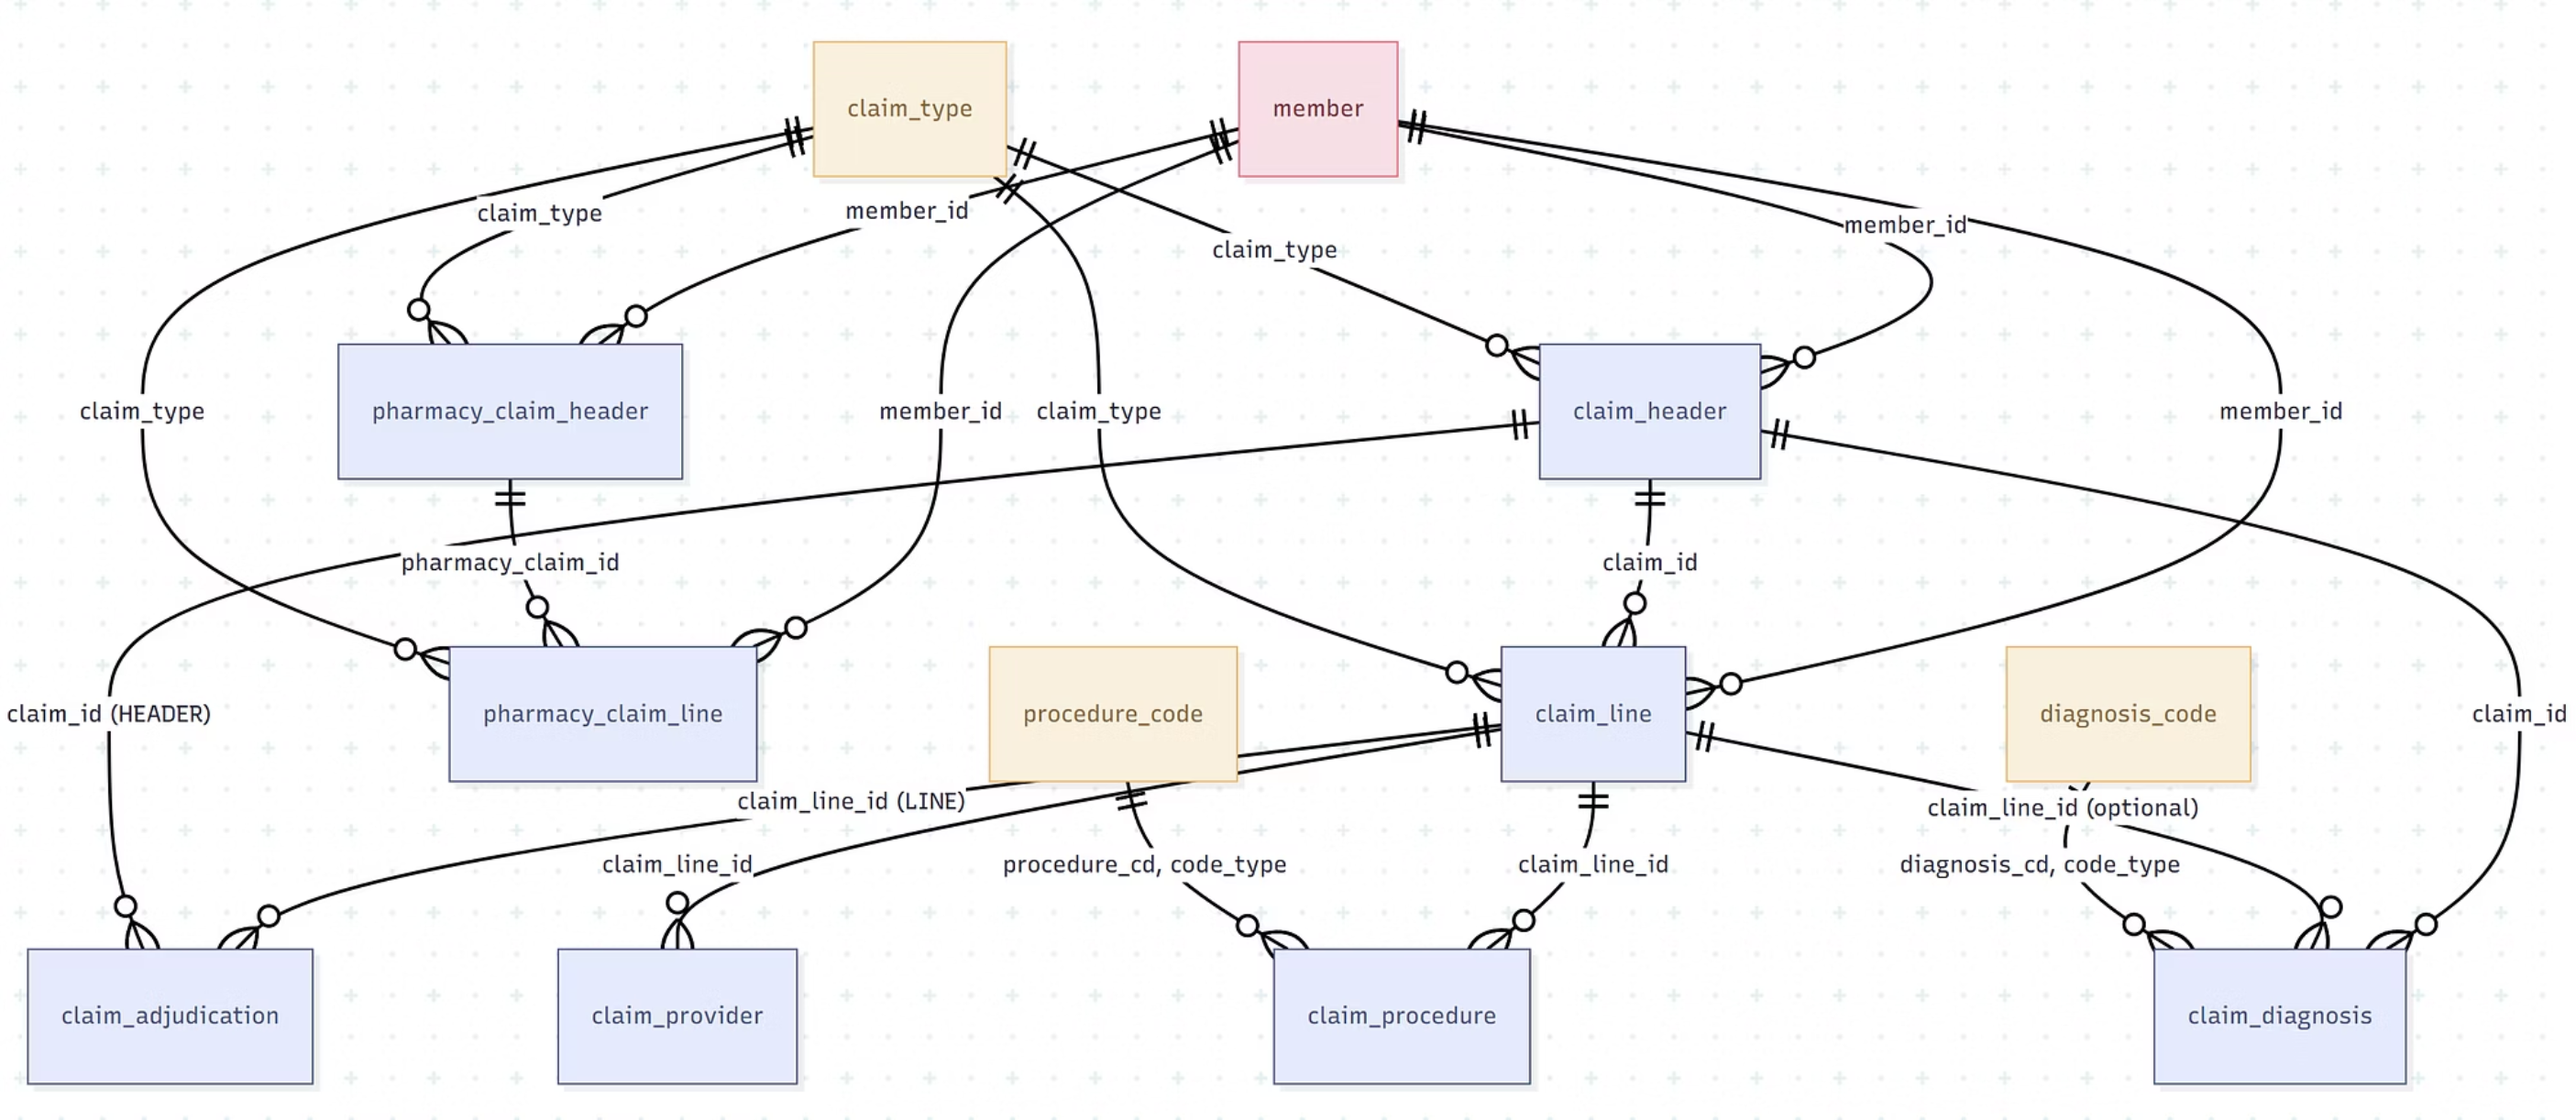 claim_type
member
claim_type
member_id
member_id
claim_type
claim_type
pharmacy_claim_header
member_id
claim_type
claim_header
member_id
pharmacy_claim_id
claim_id
claim_id (HEADER)
pharmacy_claim_line
procedure_code
claim_line
diagnosis_code
claim_id
claim_line_id (LINE)
claim_line_id (optional)
claim_line_id
procedure_cd, code_type
claim_line_id
diagnosis_cd, code_type
claim_adjudication
claim_provider
claim_procedure
claim_diagnosis